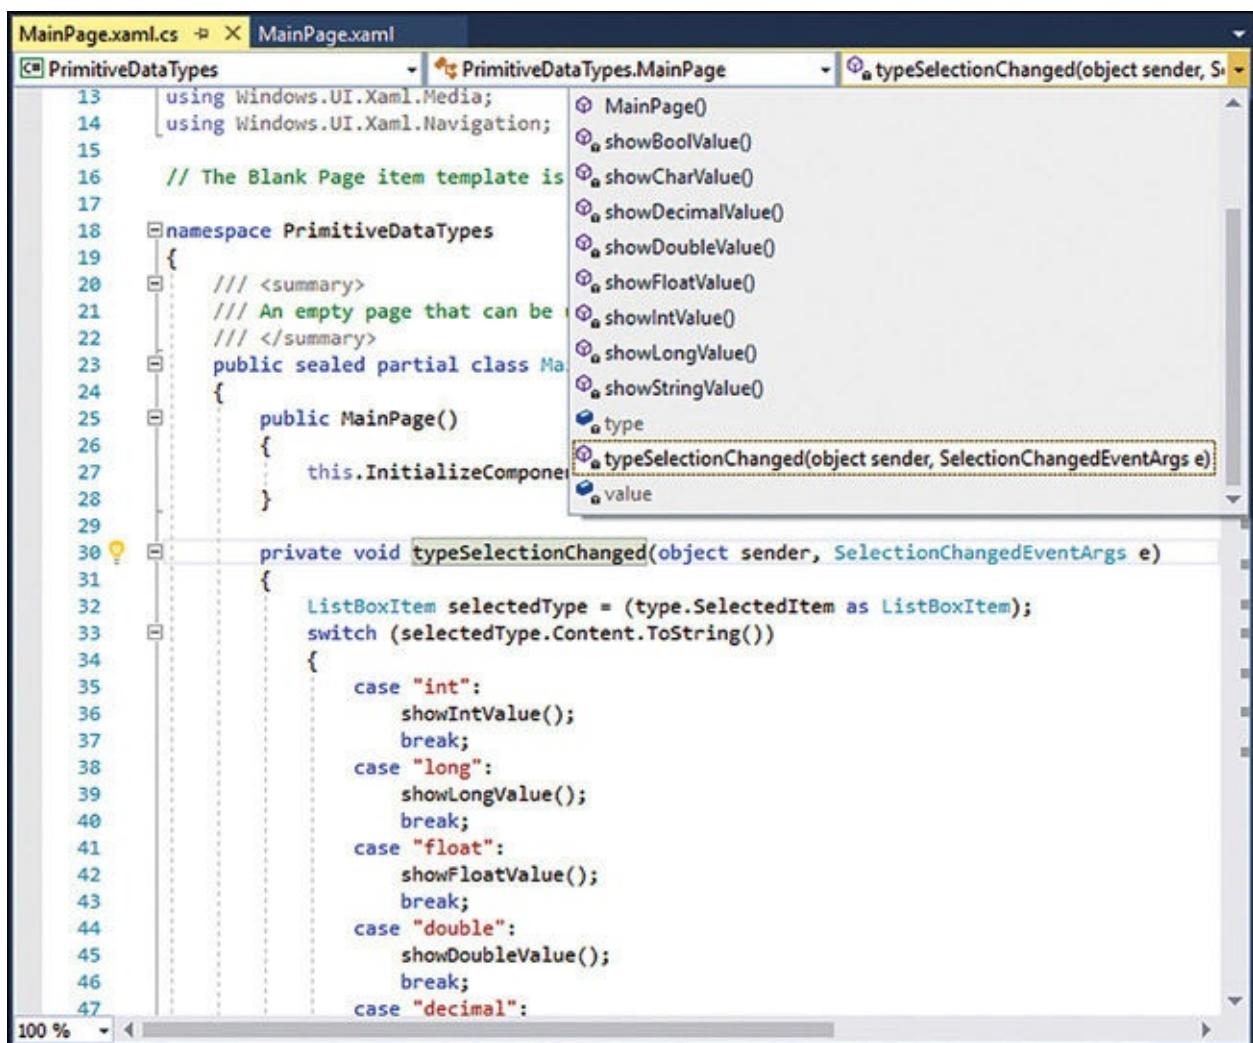 MainPage.xaml.cs MainPage.xaml
C# PrimitiveDataTypes PrimitiveDataTypes.MainPage typeSelectionChanged(object sender, S
13 using Windows.UI.Xaml.Media;
14 using Windows.UI.Xaml.Navigation;
15
16 // The Blank Page item template is
17
18 namespace PrimitiveDataTypes
19 {
20 /// <summary>
21 /// An empty page that can be
22 /// </summary>
23 public sealed partial class Ma
24 {
25 public MainPage()
26 {
27 this.InitializeCompone
28 }
29
MainPage()
showBoolValue()
showCharValue()
showDecimalValue()
showDoubleValue()
showFloatValue()
showIntValue()
showLongValue()
showStringValue()
type
typeSelectionChanged(object sender, SelectionChangedEventArgs e)
value
30 private void typeSelectionChanged(object sender, SelectionChangedEventArgs e)
31 {
32 ListBoxItem selectedType = (type.SelectedItem as ListBoxItem);
33 switch (selectedType.Content.ToString())
34 {
35 case "int":
36 showIntValue();
37 break;
38 case "long":
39 showLongValue();
40 break;
41 case "float":
42 showFloatValue();
43 break;
44 case "double":
45 showDoubleValue();
46 break;
47 case "decimal":
100 %